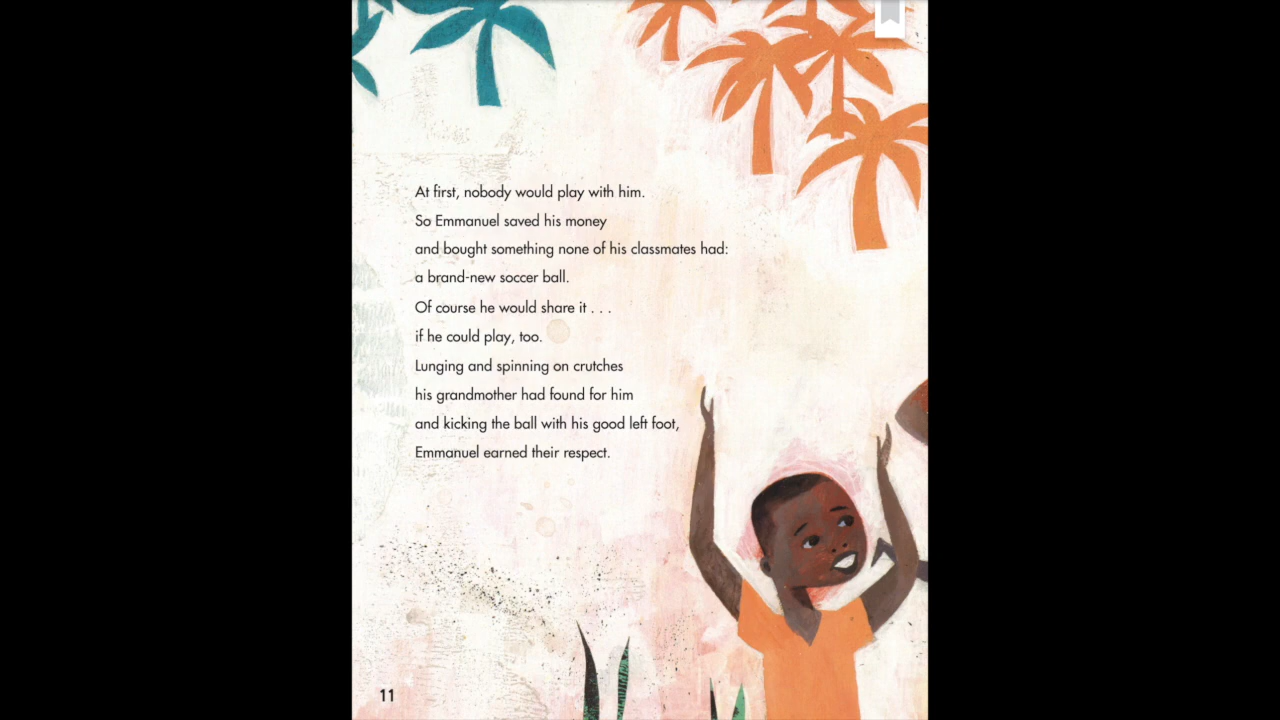 At first, nobody would play with him.
So Emmanuel saved his money
and bought something none of his classmates had:
a brand-new soccer ball.
Of course he would share it . . .
if he could play, too.
Lunging and spinning on crutches
his grandmother had found for him
and kicking the ball with his good left foot,
Emmanuel earned their respect.
11